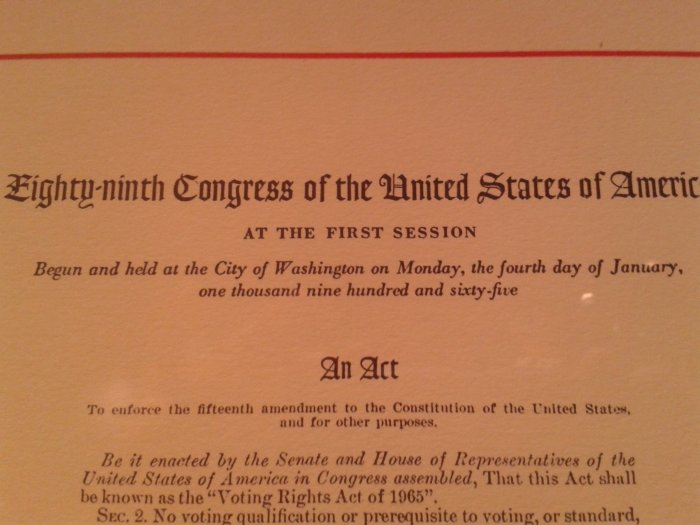 Eighty-ninth Congress of the United States of Americ
AT THE FIRST SESSION
Begun and held at the City of Washington on Monday, the fourth day of January,
one thousand nine hundred and sixty-five
An Act
To enforce the fifteenth amendment to the Constitution of the United States,
and for other purposes.
Be it enacted by the Senate and House of Representatives of the
United States of America in Congress assembled, That this Act shall
be known as the "Voting Rights Act of 1965".
SEC. 2. No voting qualification or prerequisite to voting, or standard,